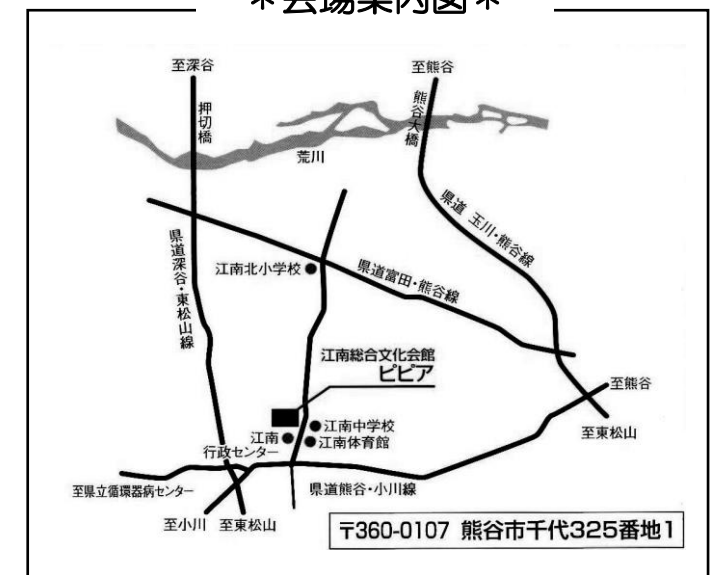 ＊会場案内図＊
至深谷
至熊谷
押切橋
熊谷大橋
荒川
県道 玉川・熊谷線
県道深谷・東松山線
江南北小学校
県道富田・熊谷線
江南総合文化会館
ピピア
至熊谷
江南中学校
江南
行政センター
江南体育館
至東松山
至県立循環器病センター
県道熊谷・小川線
至小川
至東松山
〒360-0107 熊谷市千代325番地1